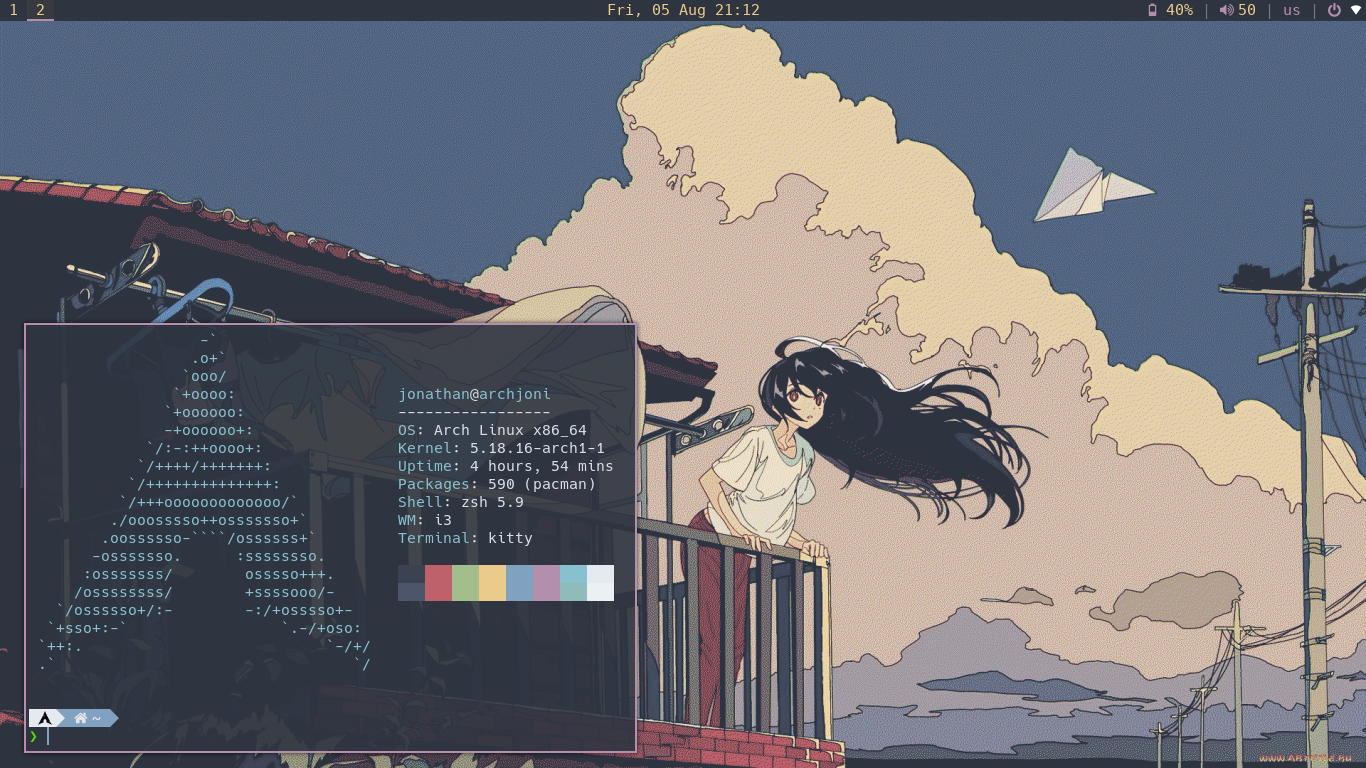 1 2 Fri, 05 Aug 21:12 40% | 50 | us |
-`
.o+`
`ooo/
`+oooo:
`+oooooo:
-+oooooo+:
`/:-:++oooo+:
`/++++/+++++++:
`/++++++++++++++:
`/+++ooooooooooooo/`
./ooosssso++osssssso+`
.oossssso-````/ossssss+`
-osssssso. :ssssssso.
:osssssss/ osssso+++.
/ossssssss/ +ssssooo/-
`/ossssso+/:- -:/+osssso+-
`+sso+:-` `.-/+oso:
`++:. `-/+/
.` `/
jonathan@archjoni
-----------------
OS: Arch Linux x86_64
Kernel: 5.18.16-arch1-1
Uptime: 4 hours, 54 mins
Packages: 590 (pacman)
Shell: zsh 5.9
WM: i3
Terminal: kitty
~
❯